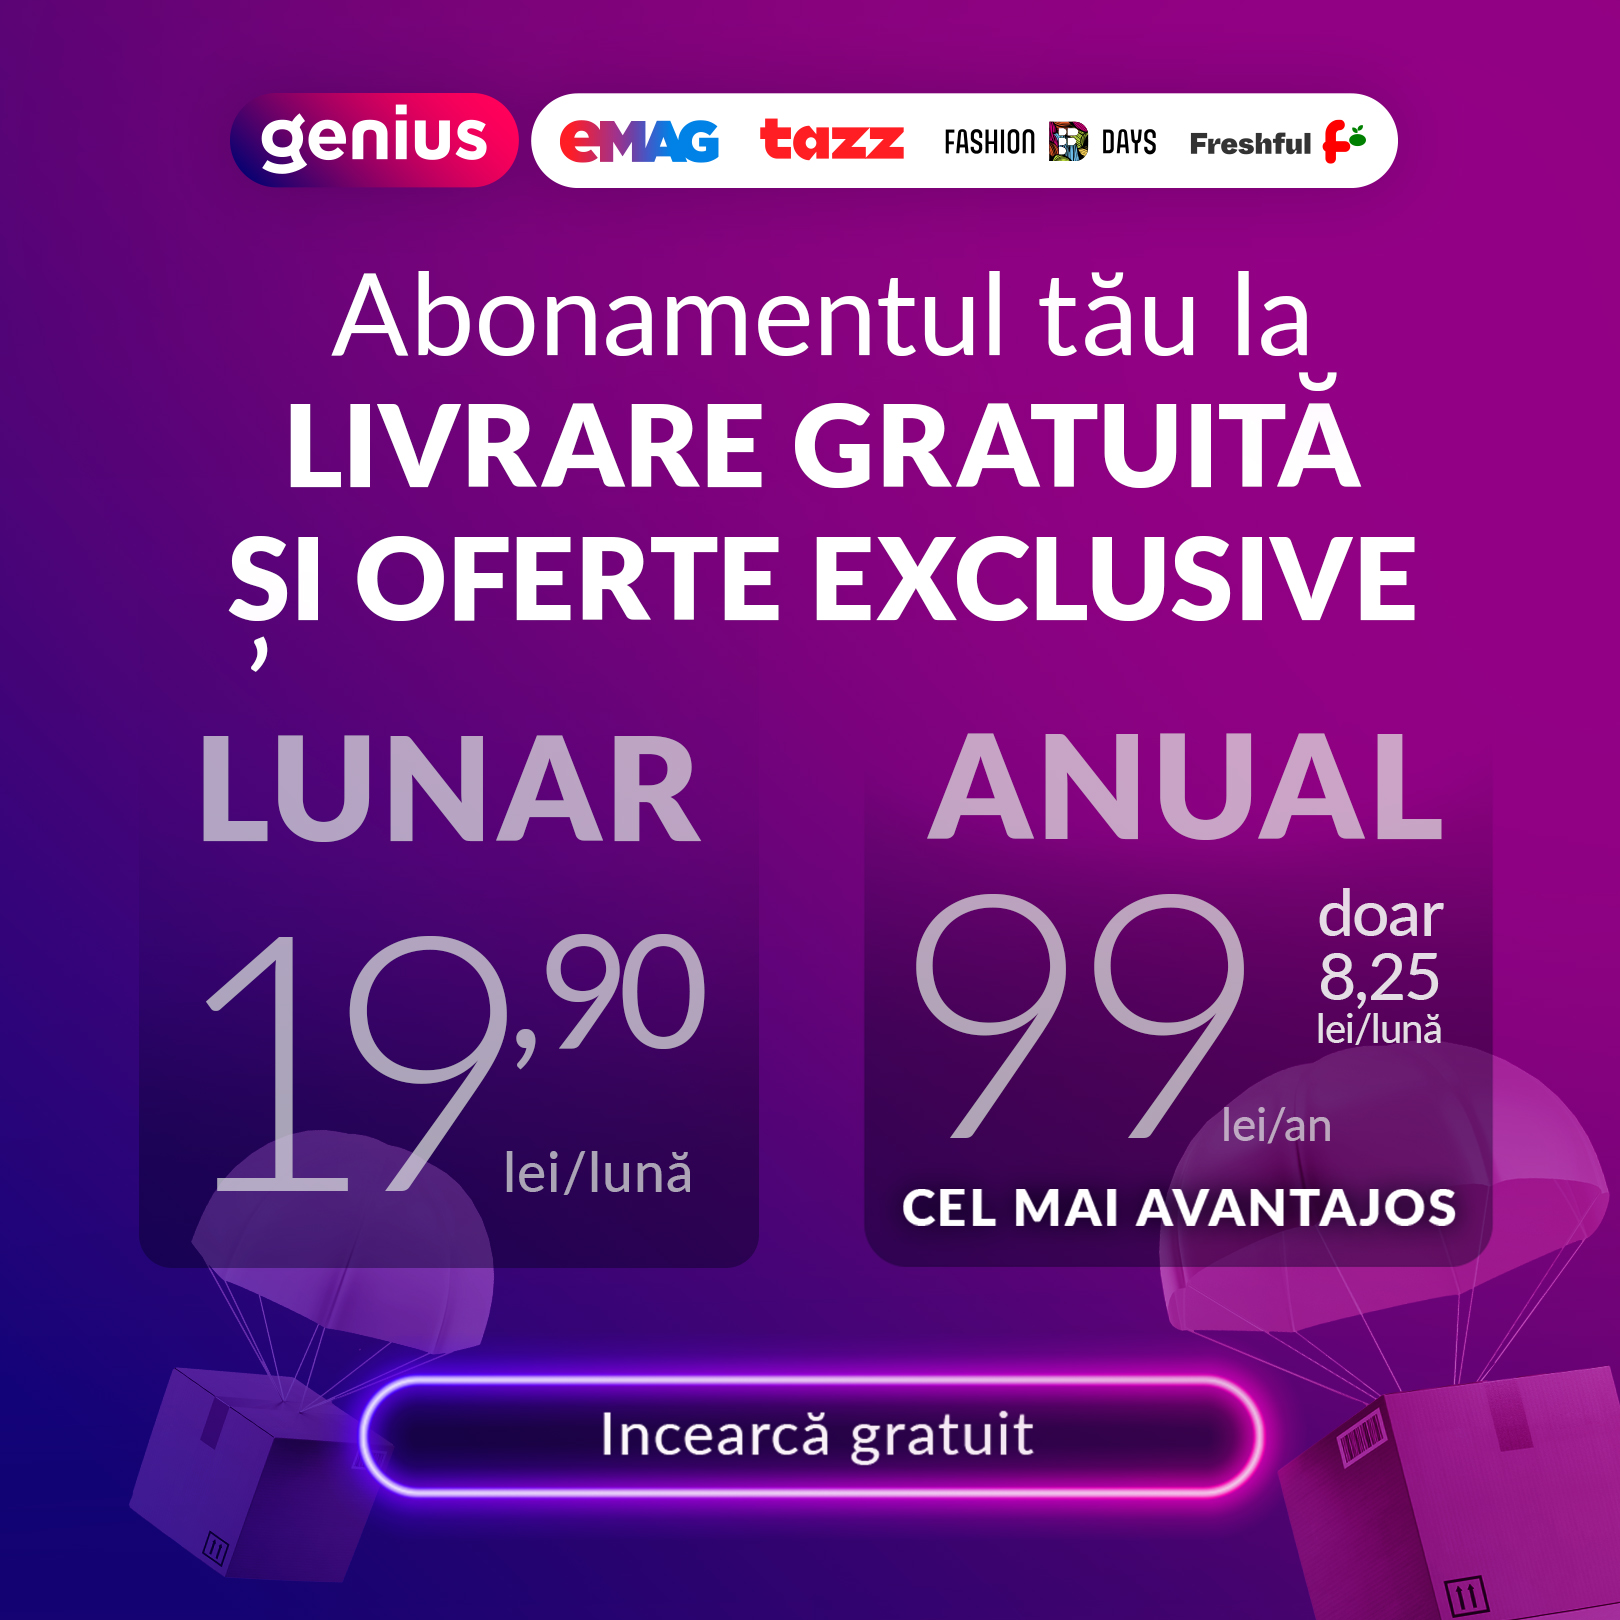 genius eMAG tazz FASHION DAYS Freshful
Abonamentul tău la
LIVRARE GRATUITĂ
ȘI OFERTE EXCLUSIVE
LUNAR
19,90
lei/lună
ANUAL
99
doar
8,25
lei/lună
lei/an
CEL MAI AVANTAJOS
Incearcă gratuit